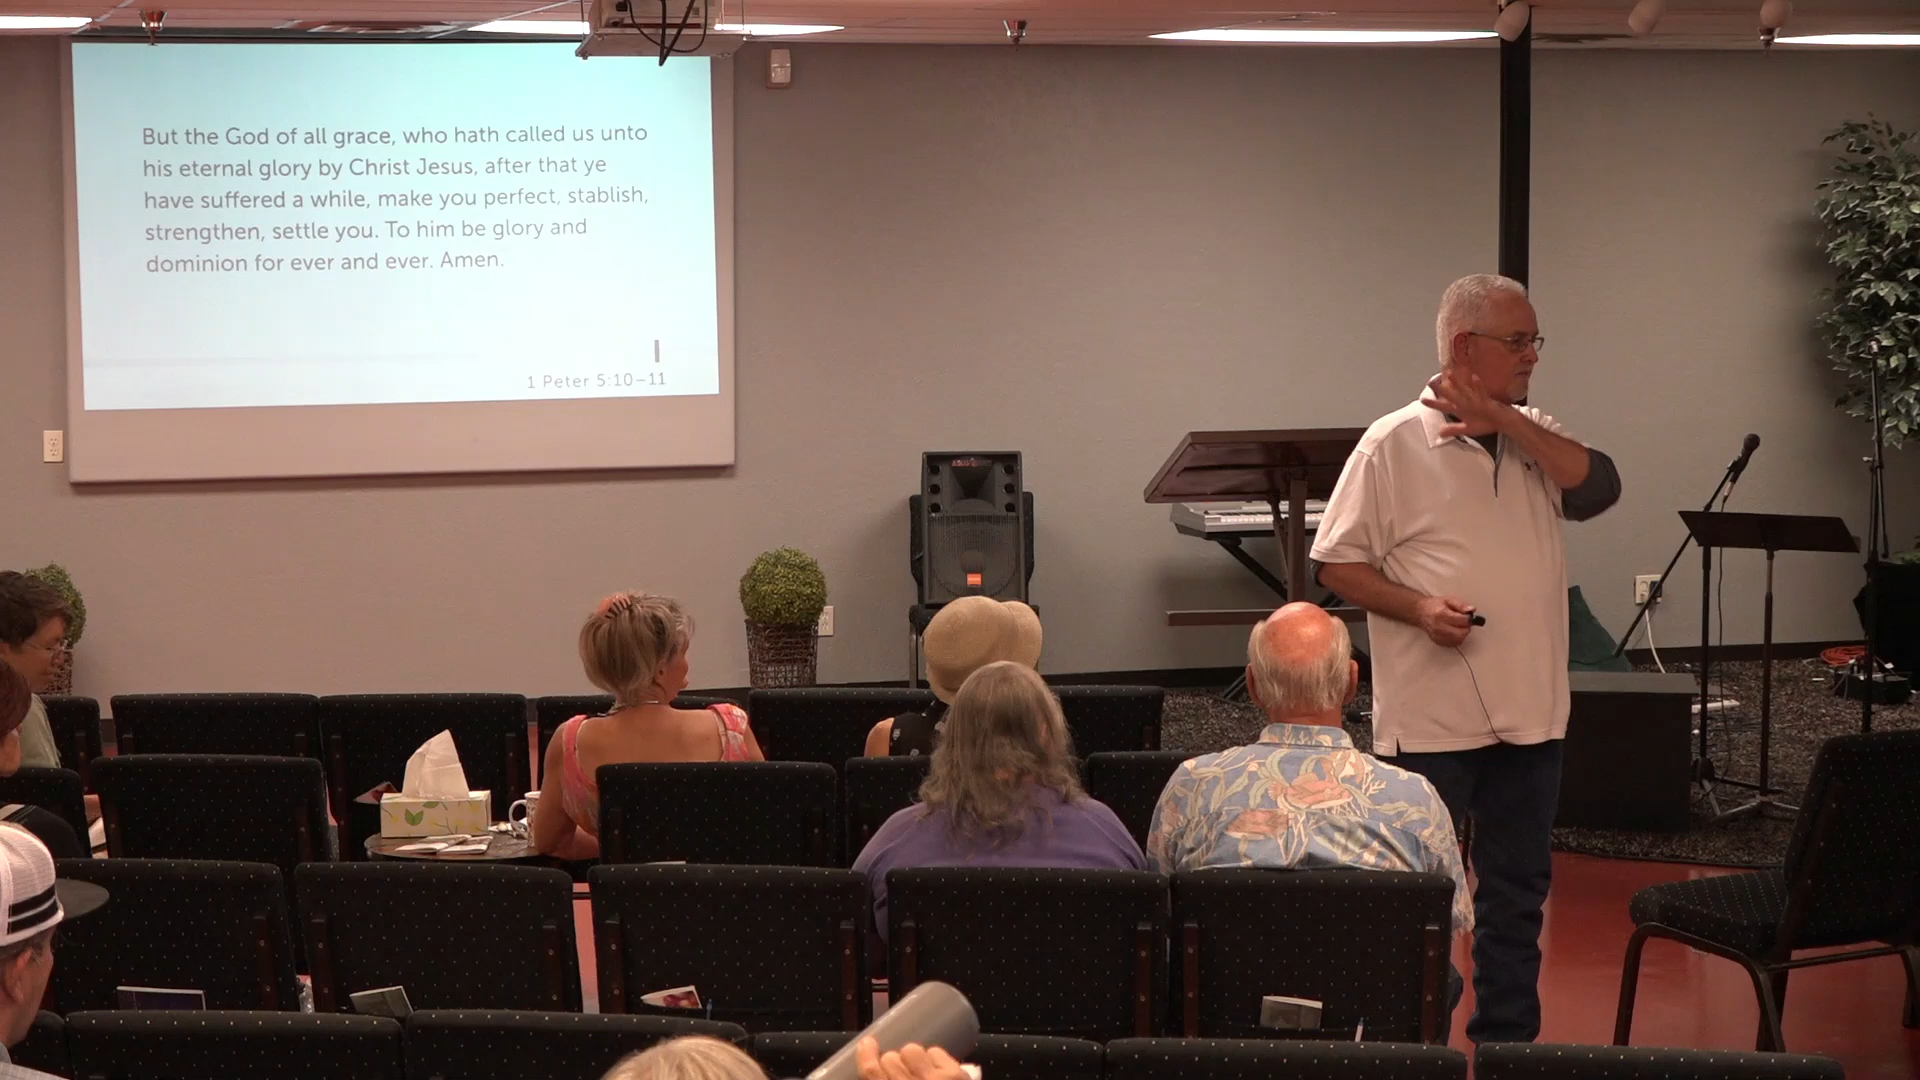 But the God of all grace, who hath called us unto
his eternal glory by Christ Jesus, after that ye
have suffered a while, make you perfect, stablish,
strengthen, settle you. To him be glory and
dominion for ever and ever. Amen.
1 Peter 5:10–11